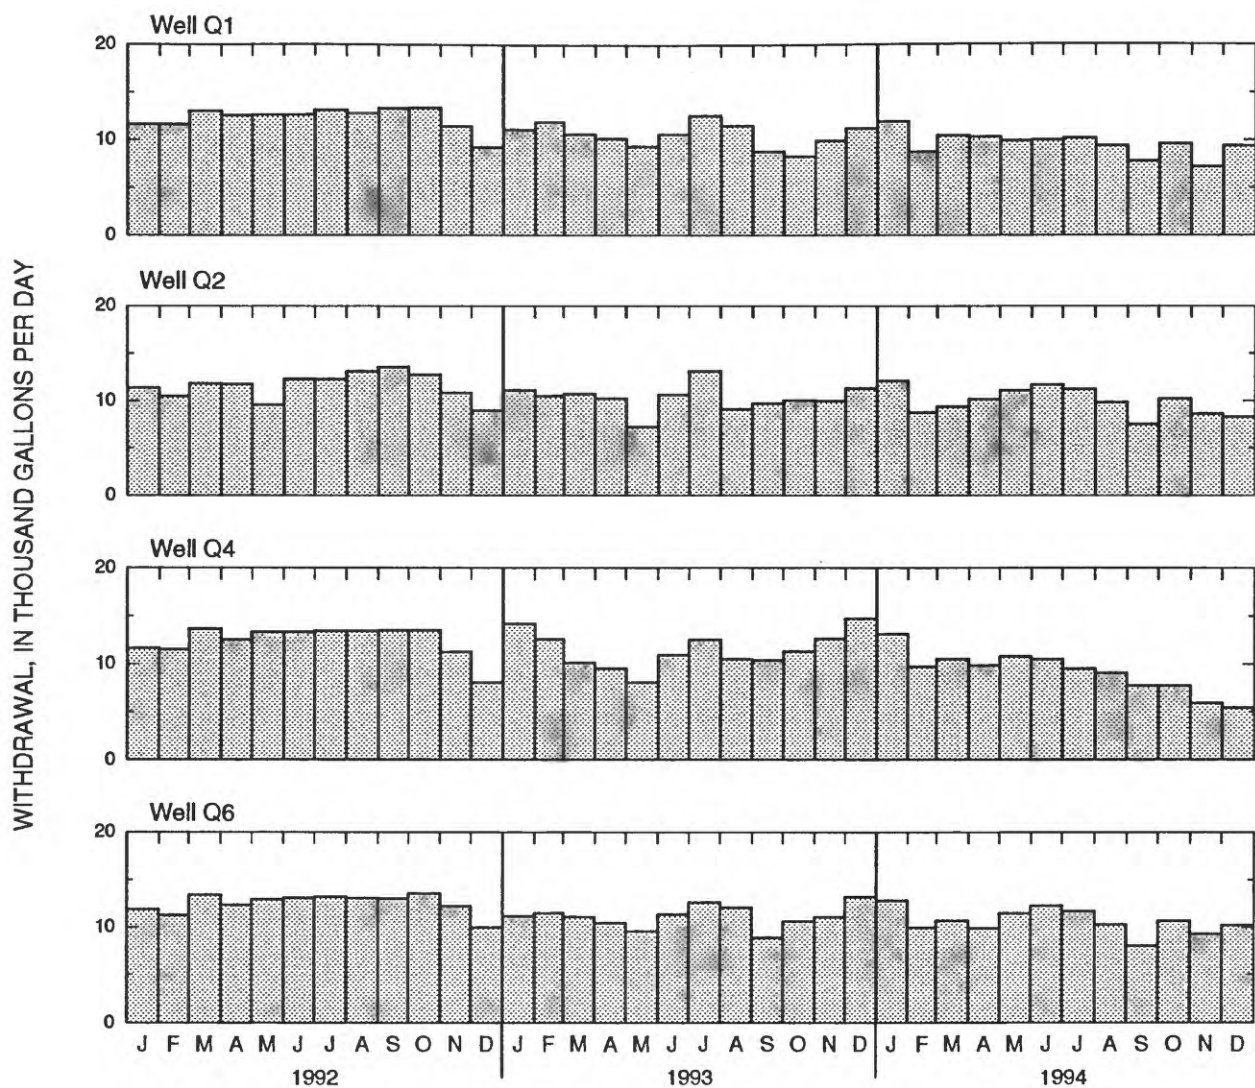 WITHDRAWAL, IN THOUSAND GALLONS PER DAY
Well Q1
20
10
0
Well Q2
20
10
0
Well Q4
20
10
0
Well Q6
20
10
0
J F M A M J J A S O N D J F M A M J J A S O N D J F M A M J J A S O N D
1992 1993 1994